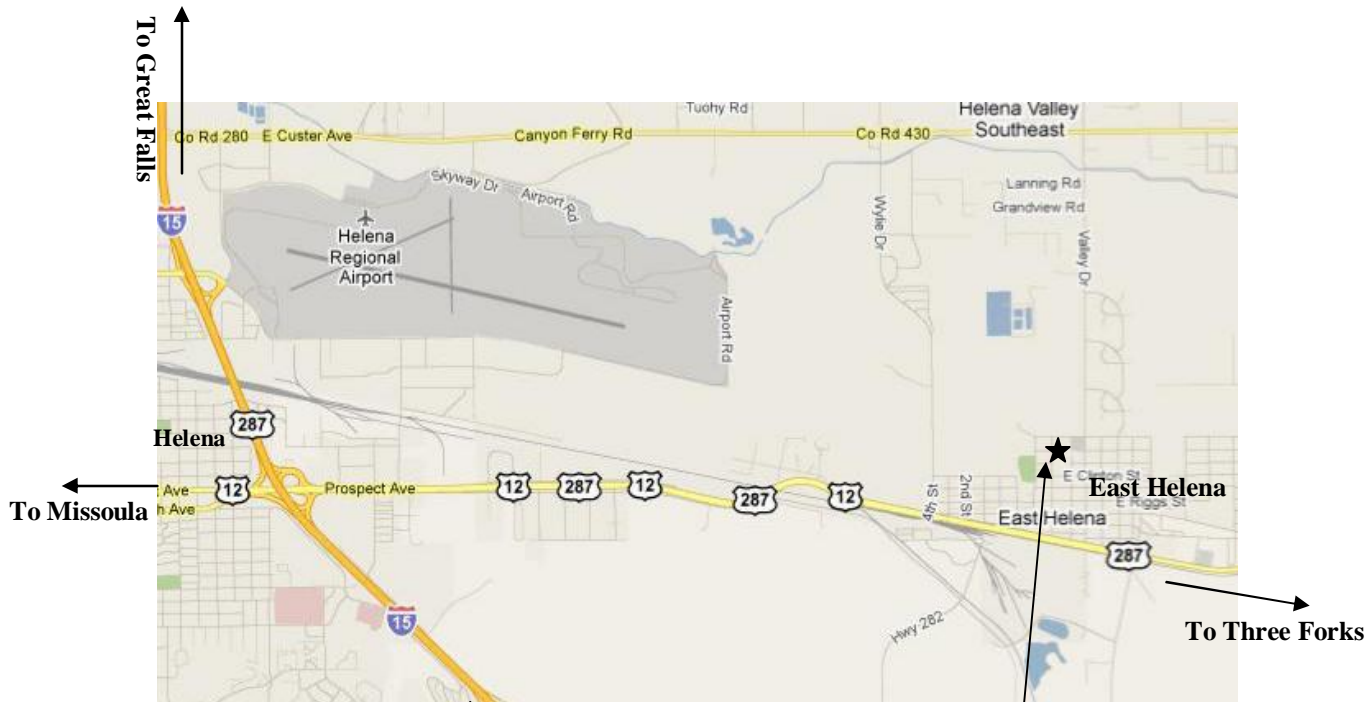 To Great Falls
Tuohy Rd
Helena Valley
Southeast
Co Rd 280
E Custer Ave
Canyon Ferry Rd
Co Rd 430
Skyway Dr
Airport Rd
Lanning Rd
Grandview Rd
15
Wylie Dr
Valley Dr
Helena
Regional
Airport
Airport Rd
287
Helena
12
Ave
Prospect Ave
12
287
12
287
12
4th St
2nd St
E Clinton St
East Helena
E Riggs St
East Helena
To Missoula
h Ave
287
15
Hwy 282
To Three Forks